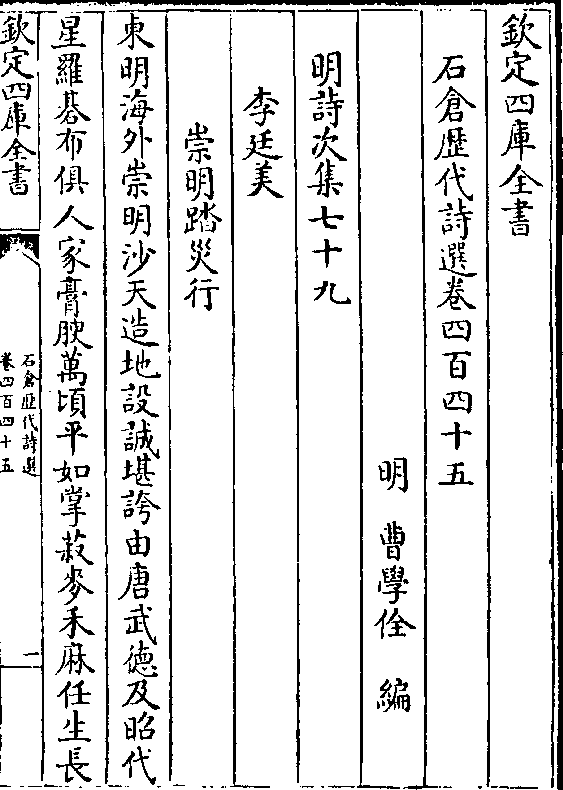 欽定四庫全書
石倉歴代詩選卷四百四十五
明 曹學佺 編
明詩次集七十九
李廷美
崇明踏災行
東明海外崇明沙天造地設誠堪誇由唐武德及昭代
星羅棊布俱人家膏腴萬頃平如掌菽麥禾麻任生長
欽定四庫全書
石倉歴代詩選
卷四百四十五
一